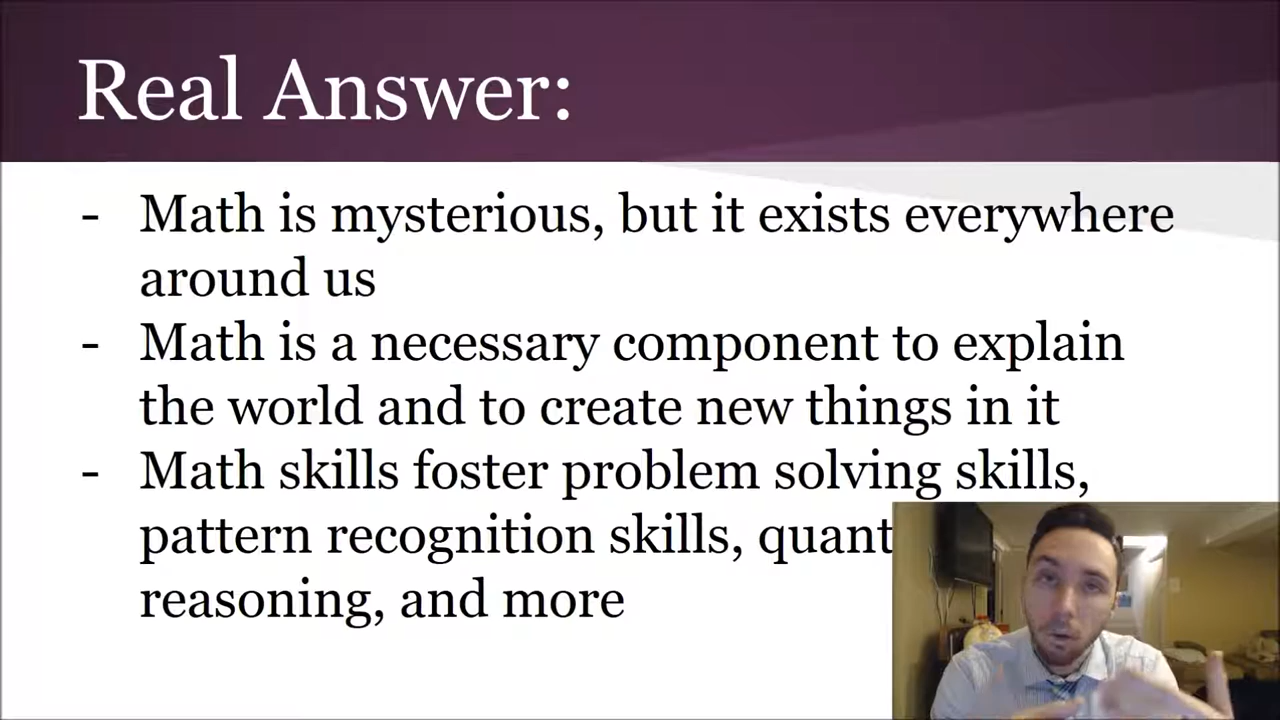 Real Answer:
- Math is mysterious, but it exists everywhere
around us
- Math is a necessary component to explain
the world and to create new things in it
- Math skills foster problem solving skills,
pattern recognition skills, quant
reasoning, and more